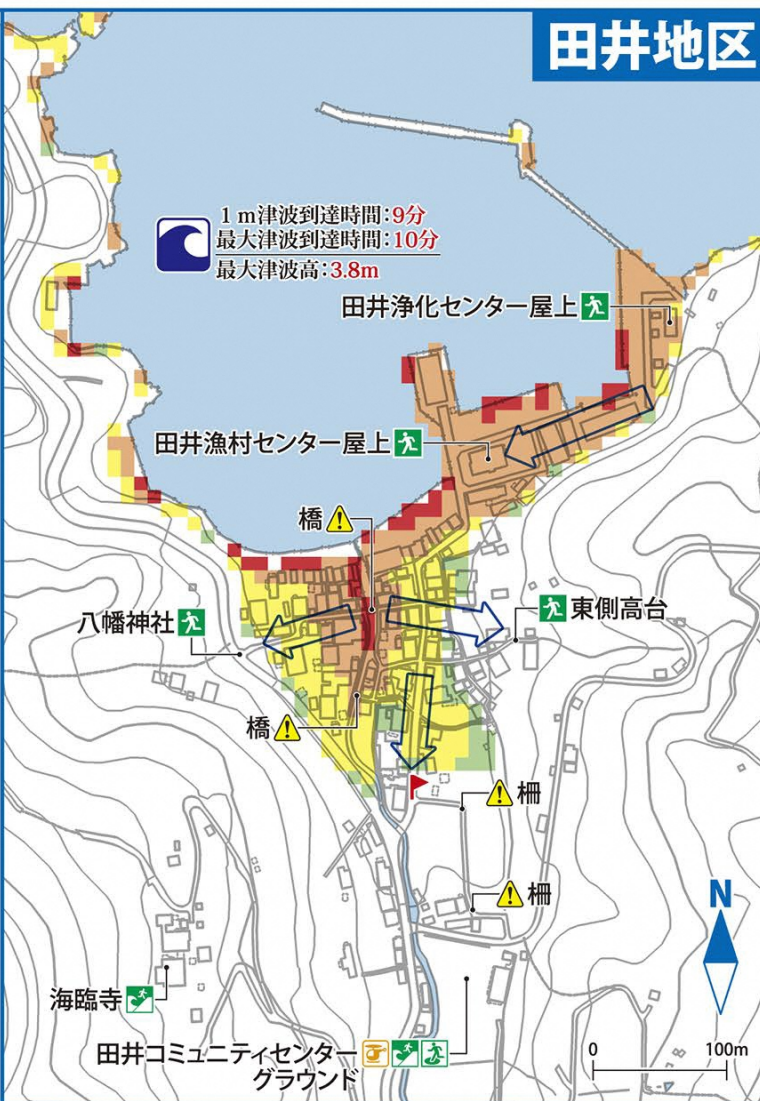 田井地区
1m津波到達時間:9分
最大津波到達時間:10分
最大津波高:3.8m
田井浄化センター屋上
田井漁村センター屋上
橋
八幡神社
東側高台
橋
柵
柵
N
海臨寺
田井コミュニティセンター
グラウンド
0 100m